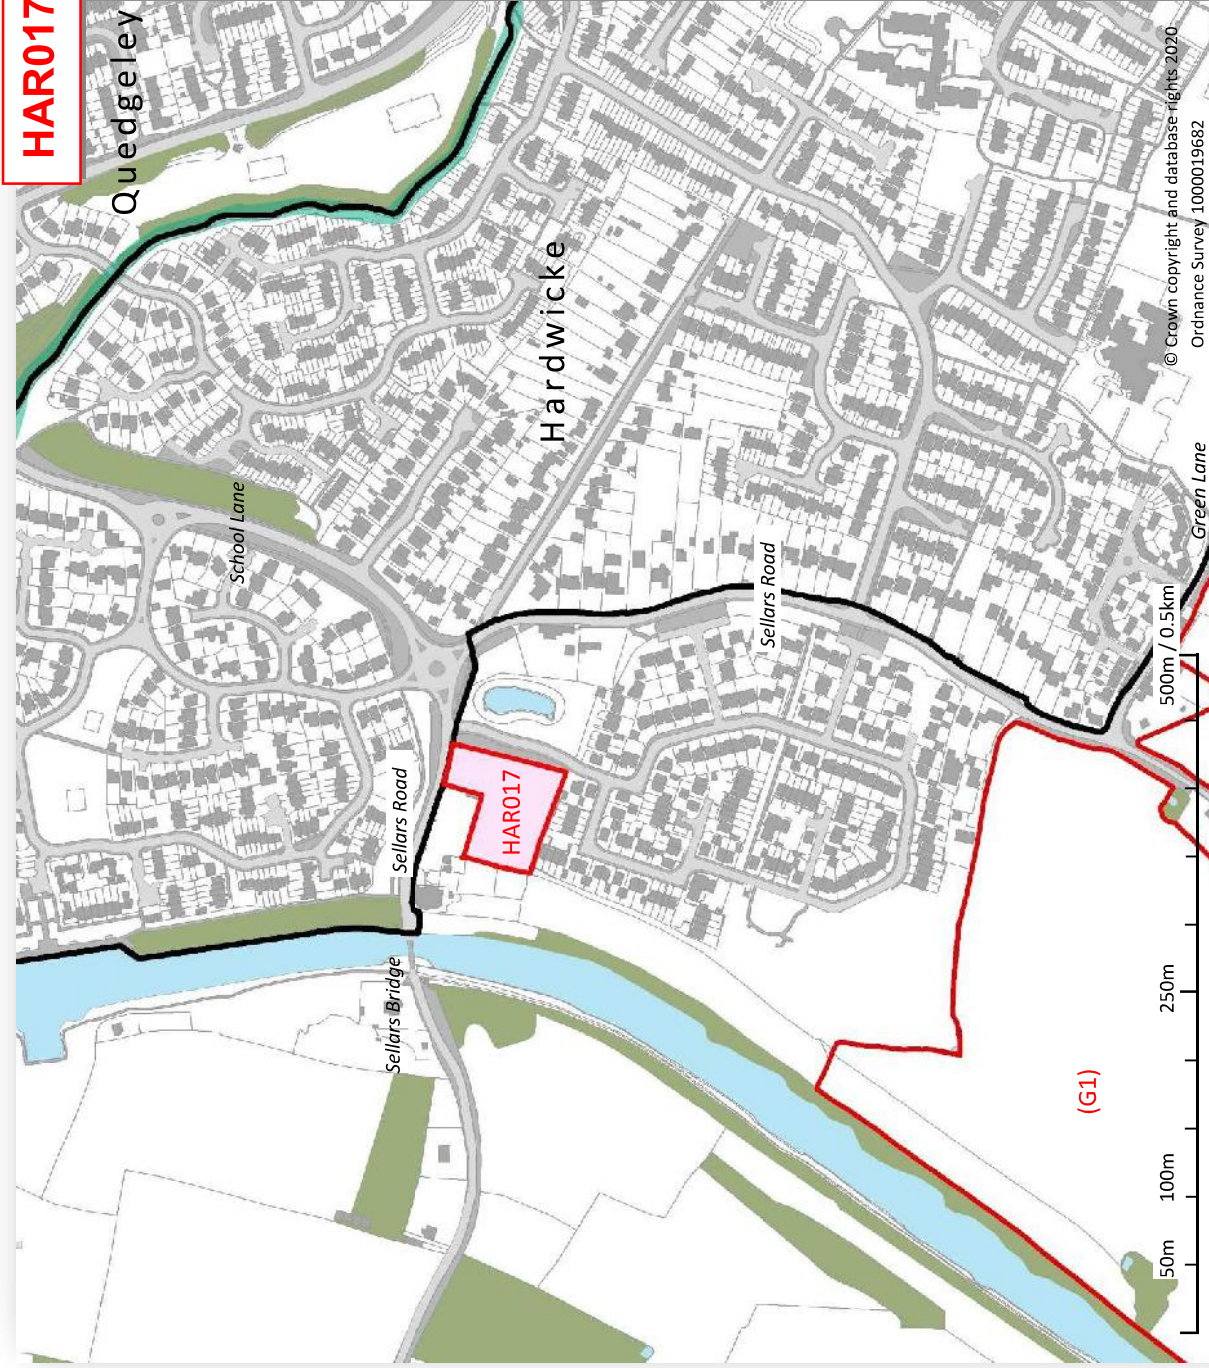 HAR017
Quedgeley
Hardwicke
School Lane
Sellars Road
Sellars Road
HAR017
Sellars Bridge
Green Lane
(G1)
50m 100m 250m 500m / 0.5km
© Crown copyright and database rights 2020
Ordnance Survey 1000019682